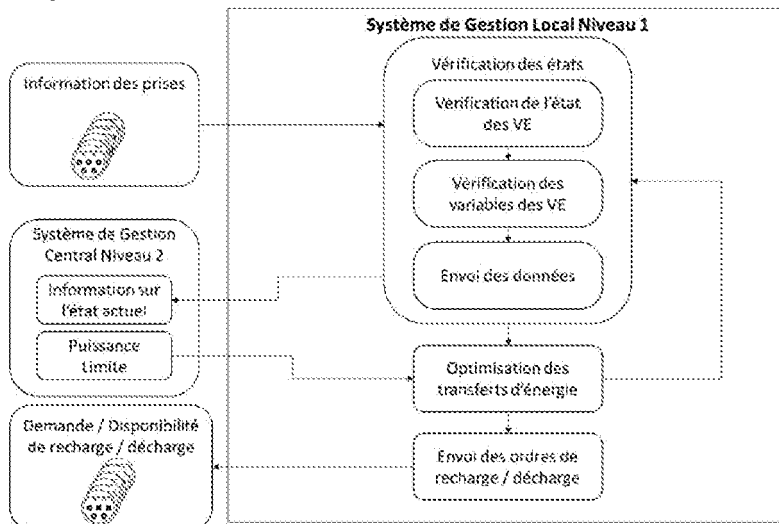 Système de Gestion Local Niveau 1
Information des prises
Vérification des états
Vérification de l'état
des VE
Vérification des
variables des VE
Envoi des données
Système de Gestion
Central Niveau 2
Information sur
l'état actuel
Puissance
Limite
Optimisation des
transferts d'énergie
Demande / Disponibilité
de recharge / décharge
Envoi des ordres de
recharge / décharge